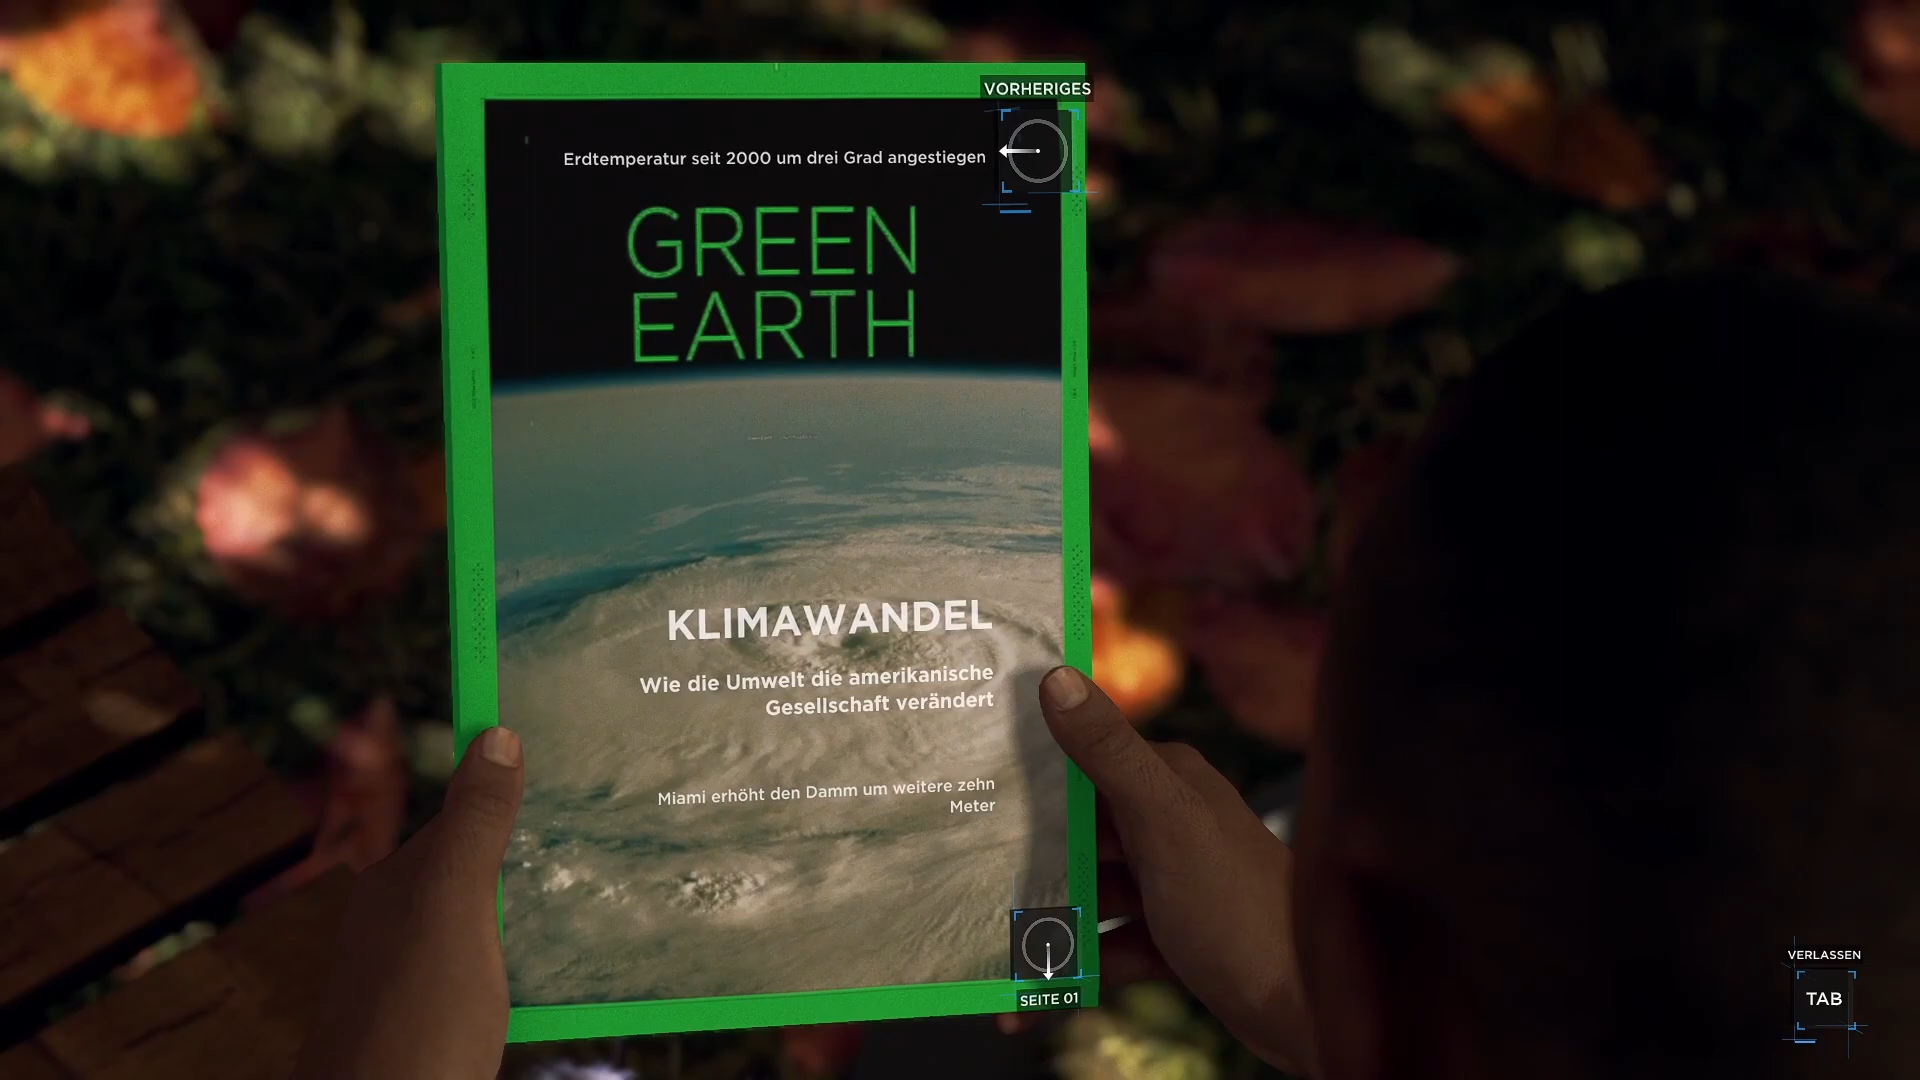 VORHERIGES
Erdtemperatur seit 2000 um drei Grad angestiegen
GREEN
EARTH
KLIMAWANDEL
Wie die Umwelt die amerikanische
Gesellschaft verändert
Miami erhöht den Damm um weitere zehn
Meter
SEITE 01
VERLASSEN
TAB